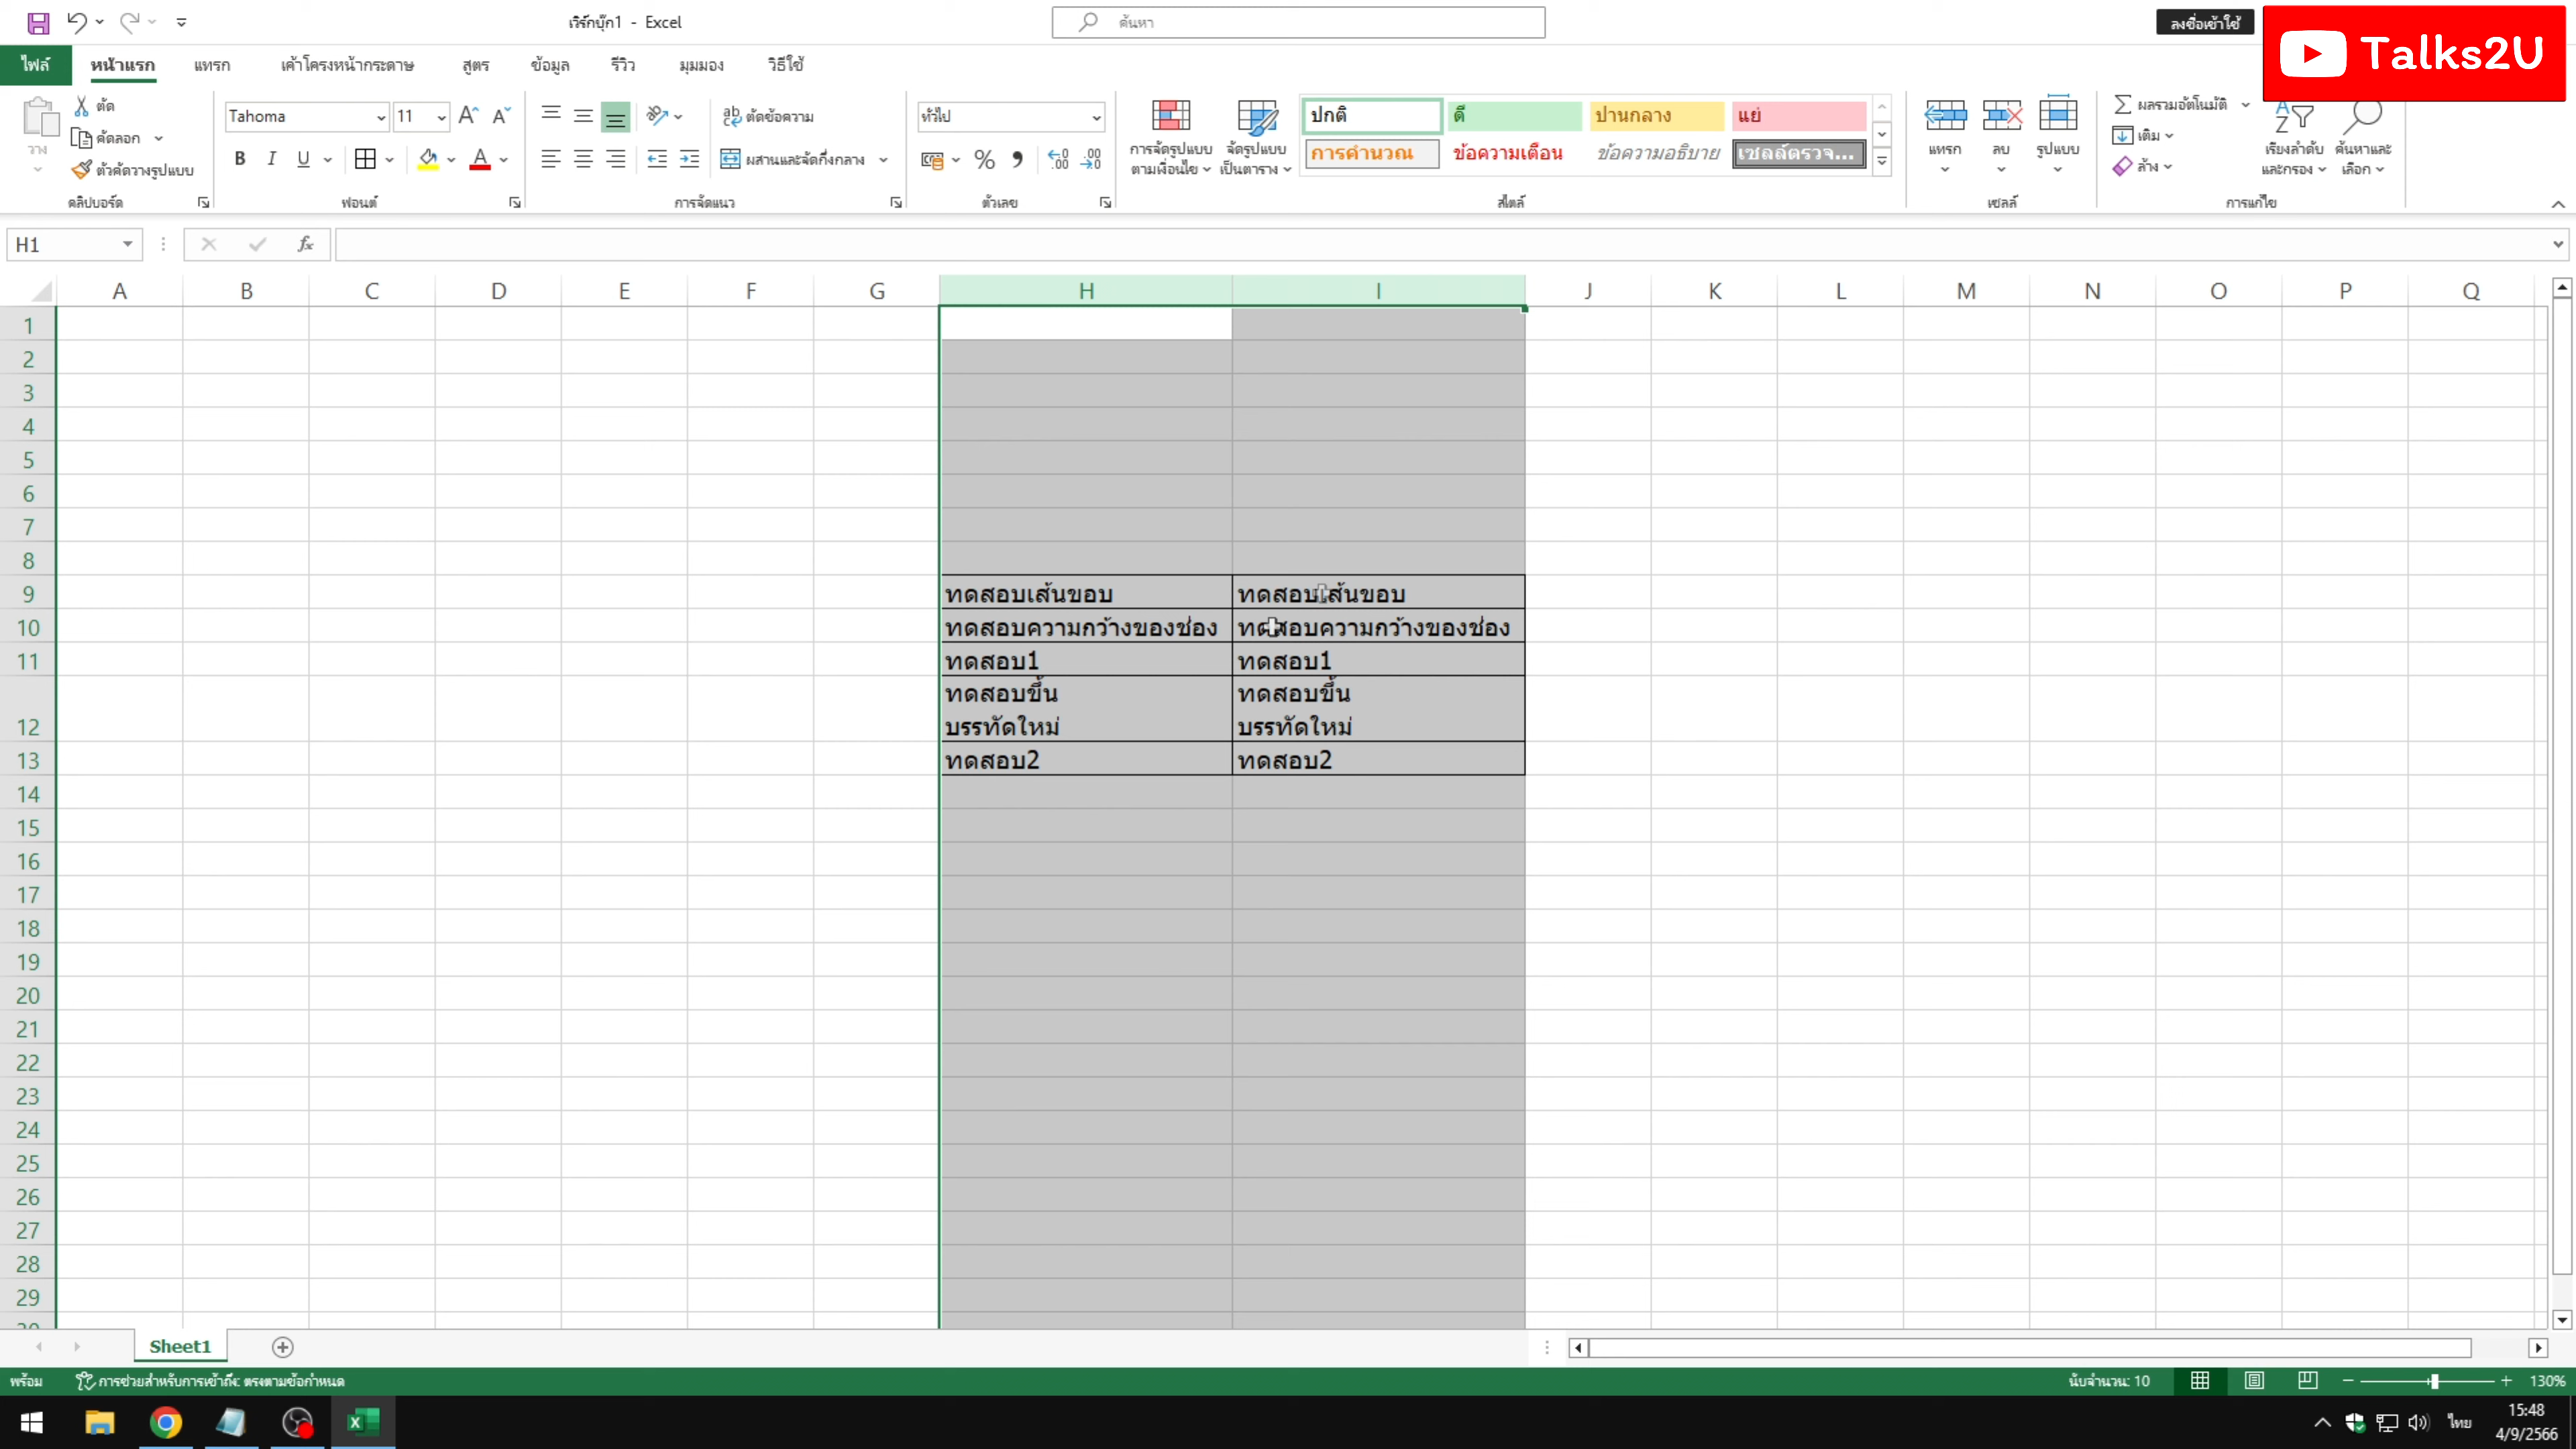 เวิร์กบุ๊ก1 - Excel
ค้นหา
ลงชื่อเข้าใช้
Talks2U
ไฟล์ หน้าแรก แทรก เค้าโครงหน้ากระดาษ สูตร ข้อมูล รีวิว มุมมอง วิธีใช้
วาง
ตัด
คัดลอก
ตัวคัดวางรูปแบบ
คลิปบอร์ด
Tahoma 11
B I U A
ฟอนต์
ตัดข้อความ
ผสานและจัดกึ่งกลาง
การจัดแนว
ทั่วไป
ตัวเลข
การจัดรูปแบบ
ตามเงื่อนไข
จัดรูปแบบ
เป็นตาราง
ปกติ ดี ปานกลาง แย่
การคำนวณ ข้อความเตือน ข้อความอธิบาย เซลล์ตรวจ...
สไตล์
แทรก ลบ รูปแบบ
เซลล์
ผลรวมอัตโนมัติ
เติม
ล้าง
เรียงลำดับ
และกรอง
ค้นหาและ
เลือก
การแก้ไข
H1 fx
A B C D E F G H I J K L M N O P Q
1
2
3
4
5
6
7
8
9 ทดสอบเส้นขอบ ทดสอบเส้นขอบ
10 ทดสอบความกว้างของช่อง ทดสอบความกว้างของช่อง
11 ทดสอบ1 ทดสอบ1
ทดสอบขึ้น ทดสอบขึ้น
12 บรรทัดใหม่ บรรทัดใหม่
13 ทดสอบ2 ทดสอบ2
14
15
16
17
18
19
20
21
22
23
24
25
26
27
28
29
Sheet1
พร้อม การช่วยสำหรับการเข้าถึง: ตรงตามข้อกำหนด นับจำนวน: 10 130%
ไทย
15:48
4/9/2566